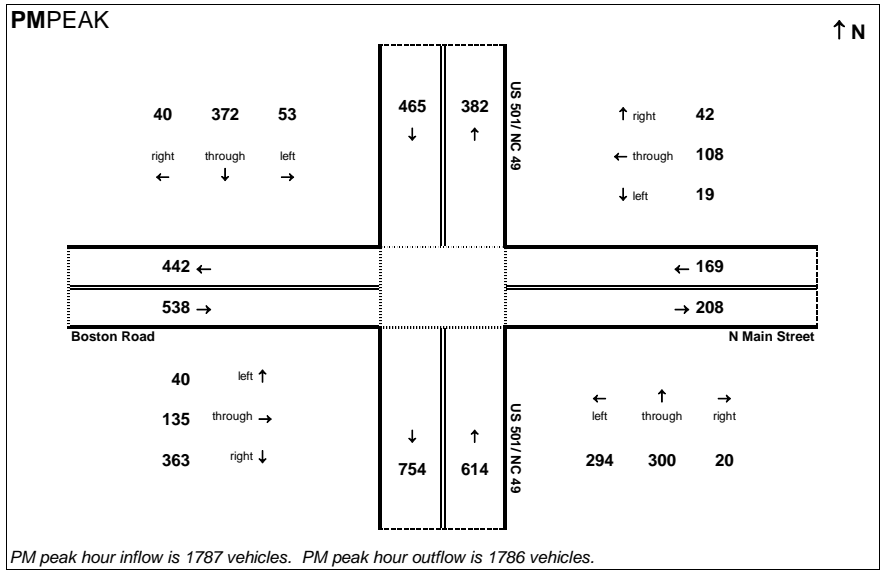 PMPEAK
↑ N
40 372 53
right through left
← ↓ →
465 382
↓ ↑
US 501/ NC 49
↑ right 42
← through 108
↓ left 19
442 ←
538 →
← 169
→ 208
Boston Road
N Main Street
40 left ↑
135 through →
363 right ↓
↓ ↑
754 614
US 501/ NC 49
← ↑ →
left through right
294 300 20
PM peak hour inflow is 1787 vehicles. PM peak hour outflow is 1786 vehicles.